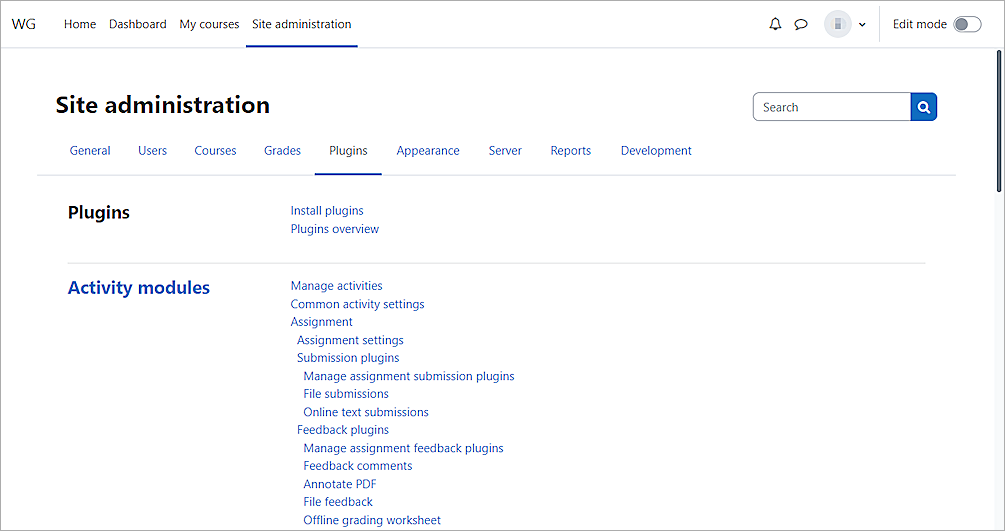 WG Home Dashboard My courses Site administration Edit mode
Site administration
Search
General Users Courses Grades Plugins Appearance Server Reports Development
Plugins
Install plugins
Plugins overview
Activity modules
Manage activities
Common activity settings
Assignment
Assignment settings
Submission plugins
Manage assignment submission plugins
File submissions
Online text submissions
Feedback plugins
Manage assignment feedback plugins
Feedback comments
Annotate PDF
File feedback
Offline grading worksheet